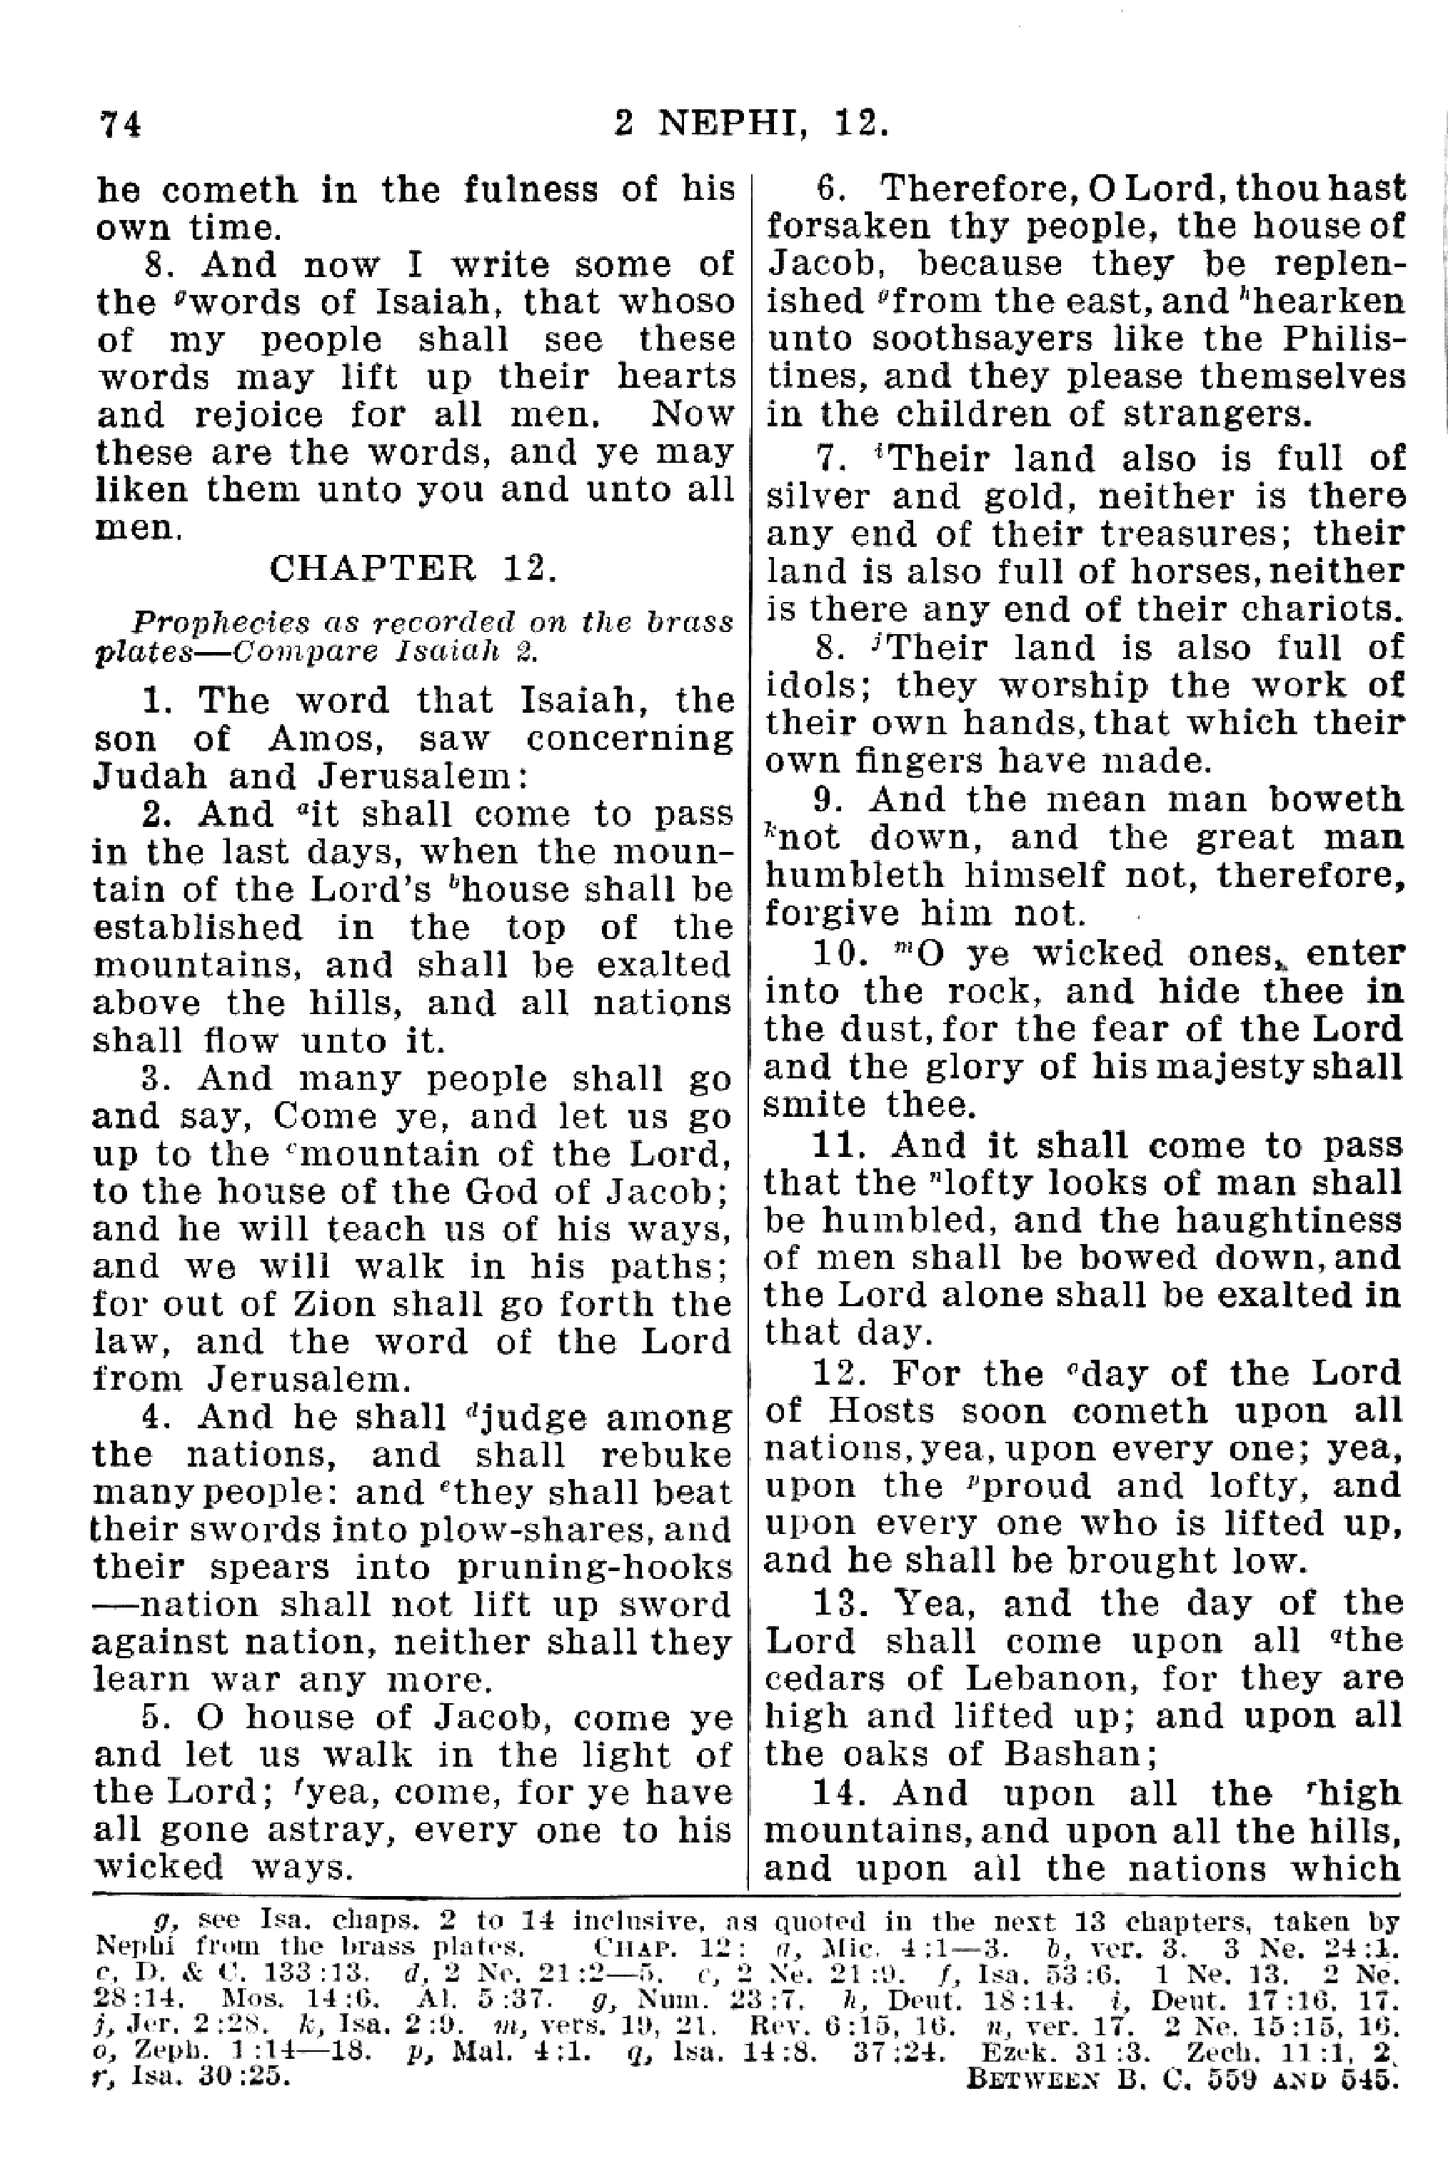 74
2 NEPHI, 12.
he cometh in the fulness of his
own time.
8. And now I write some of
the gwords of Isaiah, that whoso
of my people shall see these
words may lift up their hearts
and rejoice for all men. Now
these are the words, and ye may
liken them unto you and unto all
men.
CHAPTER 12.
Prophecies as recorded on the brass
plates—Compare Isaiah 2.
1. The word that Isaiah, the
son of Amos, saw concerning
Judah and Jerusalem:
2. And ait shall come to pass
in the last days, when the moun-
tain of the Lord's bhouse shall be
established in the top of the
mountains, and shall be exalted
above the hills, and all nations
shall flow unto it.
3. And many people shall go
and say, Come ye, and let us go
up to the cmountain of the Lord,
to the house of the God of Jacob;
and he will teach us of his ways,
and we will walk in his paths;
for out of Zion shall go forth the
law, and the word of the Lord
from Jerusalem.
4. And he shall djudge among
the nations, and shall rebuke
many people: and ethey shall beat
their swords into plow-shares, and
their spears into pruning-hooks
—nation shall not lift up sword
against nation, neither shall they
learn war any more.
5. O house of Jacob, come ye
and let us walk in the light of
the Lord; fyea, come, for ye have
all gone astray, every one to his
wicked ways.
6. Therefore, O Lord, thou hast
forsaken thy people, the house of
Jacob, because they be replen-
ished gfrom the east, and hhearken
unto soothsayers like the Philis-
tines, and they please themselves
in the children of strangers.
7. iTheir land also is full of
silver and gold, neither is there
any end of their treasures; their
land is also full of horses, neither
is there any end of their chariots.
8. jTheir land is also full of
idols; they worship the work of
their own hands, that which their
own fingers have made.
9. And the mean man boweth
knot down, and the great man
humbleth himself not, therefore,
forgive him not.
10. mO ye wicked ones, enter
into the rock, and hide thee in
the dust, for the fear of the Lord
and the glory of his majesty shall
smite thee.
11. And it shall come to pass
that the nlofty looks of man shall
be humbled, and the haughtiness
of men shall be bowed down, and
the Lord alone shall be exalted in
that day.
12. For the oday of the Lord
of Hosts soon cometh upon all
nations, yea, upon every one; yea,
upon the pproud and lofty, and
upon every one who is lifted up,
and he shall be brought low.
13. Yea, and the day of the
Lord shall come upon all qthe
cedars of Lebanon, for they are
high and lifted up; and upon all
the oaks of Bashan;
14. And upon all the rhigh
mountains, and upon all the hills,
and upon all the nations which
g, see Isa. chaps. 2 to 14 inclusive, as quoted in the next 13 chapters, taken by
Nephi from the brass plates. CHAP. 12: a, Mic. 4:1—3. b, ver. 3. 3 Ne. 24:1.
c, D. & C. 133:13. d, 2 Ne. 21:2—5. e, 2 Ne. 21:9. f, Isa. 53:6. 1 Ne. 13. 2 Ne.
28:14. Mos. 14:6. Al. 5:37. g, Num. 23:7. h, Deut. 18:14. i, Deut. 17:16, 17.
j, Jer. 2:28. k, Isa. 2:9. m, vers. 19, 21. Rev. 6:15, 16. n, ver. 17. 2 Ne. 15:15, 16.
o, Zeph. 1:14—18. p, Mal. 4:1. q, Isa. 14:8. 37:24. Ezek. 31:3. Zech. 11:1, 2.
r, Isa. 30:25.
BETWEEN B. C. 559 AND 545.